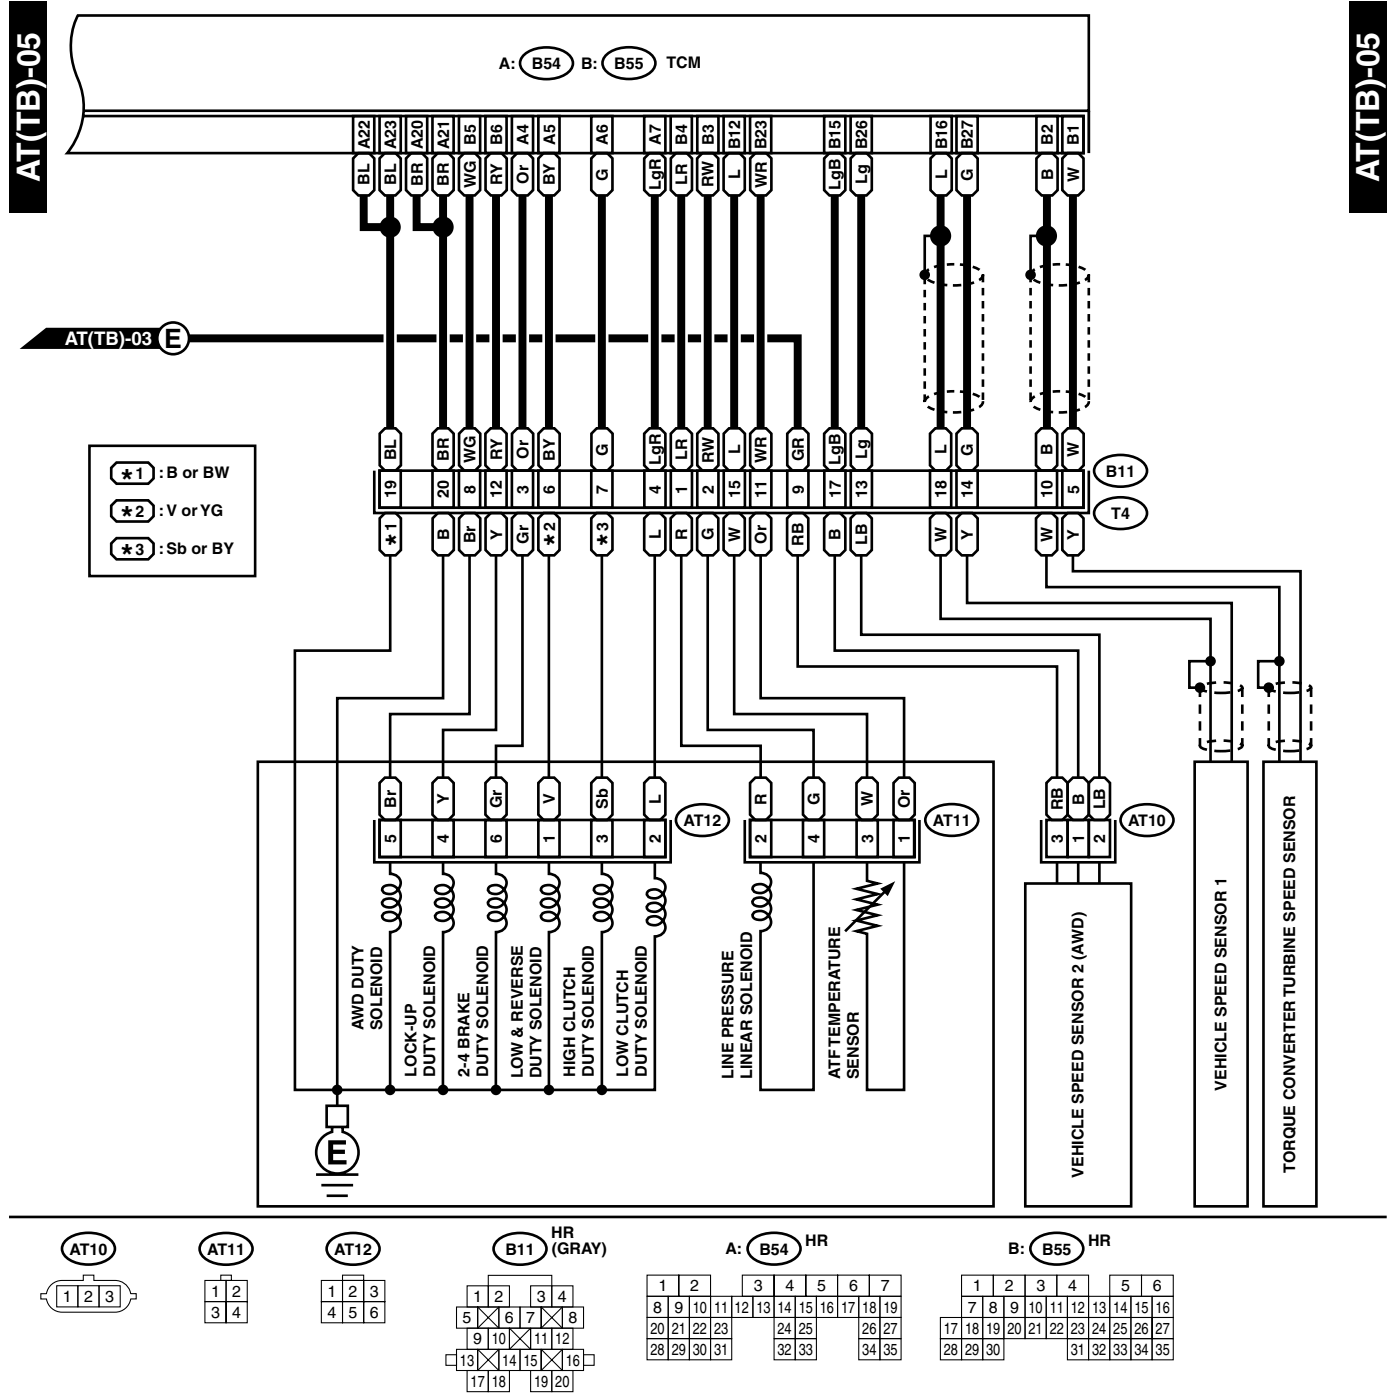 AT(TB)-05
AT(TB)-05
A: B54 B: B55 TCM
A22 A23 A20 A21 B5 B6 A4 A5 A6 A7 B4 B3 B12 B23 B15 B26 B16 B27 B2 B1
BL BL BR BR WG RY Or BY G LgR LR RW L WR LgB Lg L G B W
AT(TB)-03 E
BL BR WG RY Or BY G LgR LR RW L WR GR LgB Lg L G B W
19 20 8 12 3 6 7 4 1 2 15 11 9 17 13 18 14 10 5
B11
T4
*1 B Br Y Gr *2 *3 L R G W Or RB B LB W Y W Y
*1 : B or BW
*2 : V or YG
*3 : Sb or BY
Br Y Gr V Sb L
5 4 6 1 3 2
AT12
R G W Or
2 4 3 1
AT11
RB B LB
3 1 2
AT10
AWD DUTY
SOLENOID
LOCK-UP
DUTY SOLENOID
2-4 BRAKE
DUTY SOLENOID
LOW & REVERSE
DUTY SOLENOID
HIGH CLUTCH
DUTY SOLENOID
LOW CLUTCH
DUTY SOLENOID
LINE PRESSURE
LINEAR SOLENOID
ATF TEMPERATURE
SENSOR
VEHICLE SPEED SENSOR 2 (AWD)
VEHICLE SPEED SENSOR 1
TORQUE CONVERTER TURBINE SPEED SENSOR
E
AT10
1 2 3
AT11
1 2
3 4
AT12
1 2 3
4 5 6
B11 HR
(GRAY)
1 2 3 4
5 6 7 8
9 10 11 12
13 14 15 16
17 18 19 20
A: B54 HR
1 2 3 4 5 6 7
8 9 10 11 12 13 14 15 16 17 18 19
20 21 22 23 24 25 26 27
28 29 30 31 32 33 34 35
B: B55 HR
1 2 3 4 5 6
7 8 9 10 11 12 13 14 15 16
17 18 19 20 21 22 23 24 25 26 27
28 29 30 31 32 33 34 35